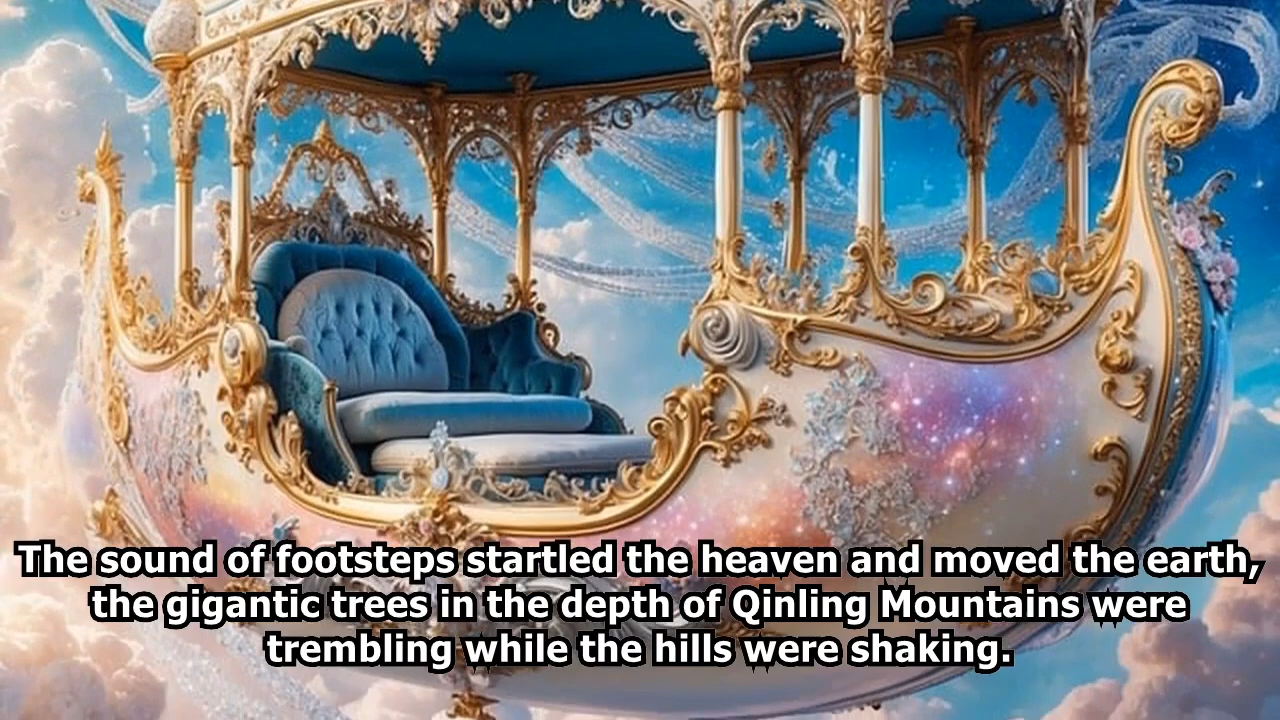 The sound of footsteps startled the heaven and moved the earth,
the gigantic trees in the depth of Qinling Mountains were
trembling while the hills were shaking.